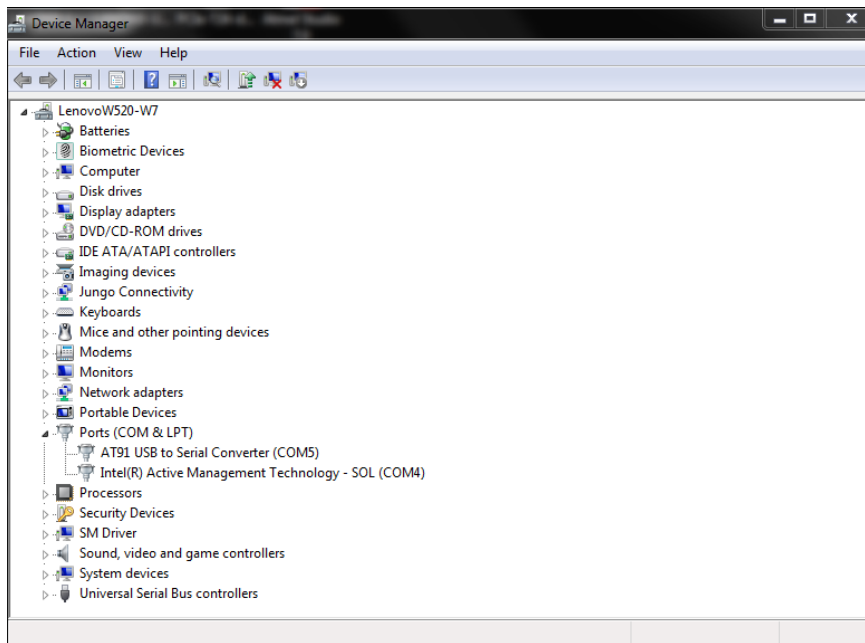 Device Manager
File Action View Help
LenovoW520-W7
Batteries
Biometric Devices
Computer
Disk drives
Display adapters
DVD/CD-ROM drives
IDE ATA/ATAPI controllers
Imaging devices
Jungo Connectivity
Keyboards
Mice and other pointing devices
Modems
Monitors
Network adapters
Portable Devices
Ports (COM & LPT)
AT91 USB to Serial Converter (COM5)
Intel(R) Active Management Technology - SOL (COM4)
Processors
Security Devices
SM Driver
Sound, video and game controllers
System devices
Universal Serial Bus controllers